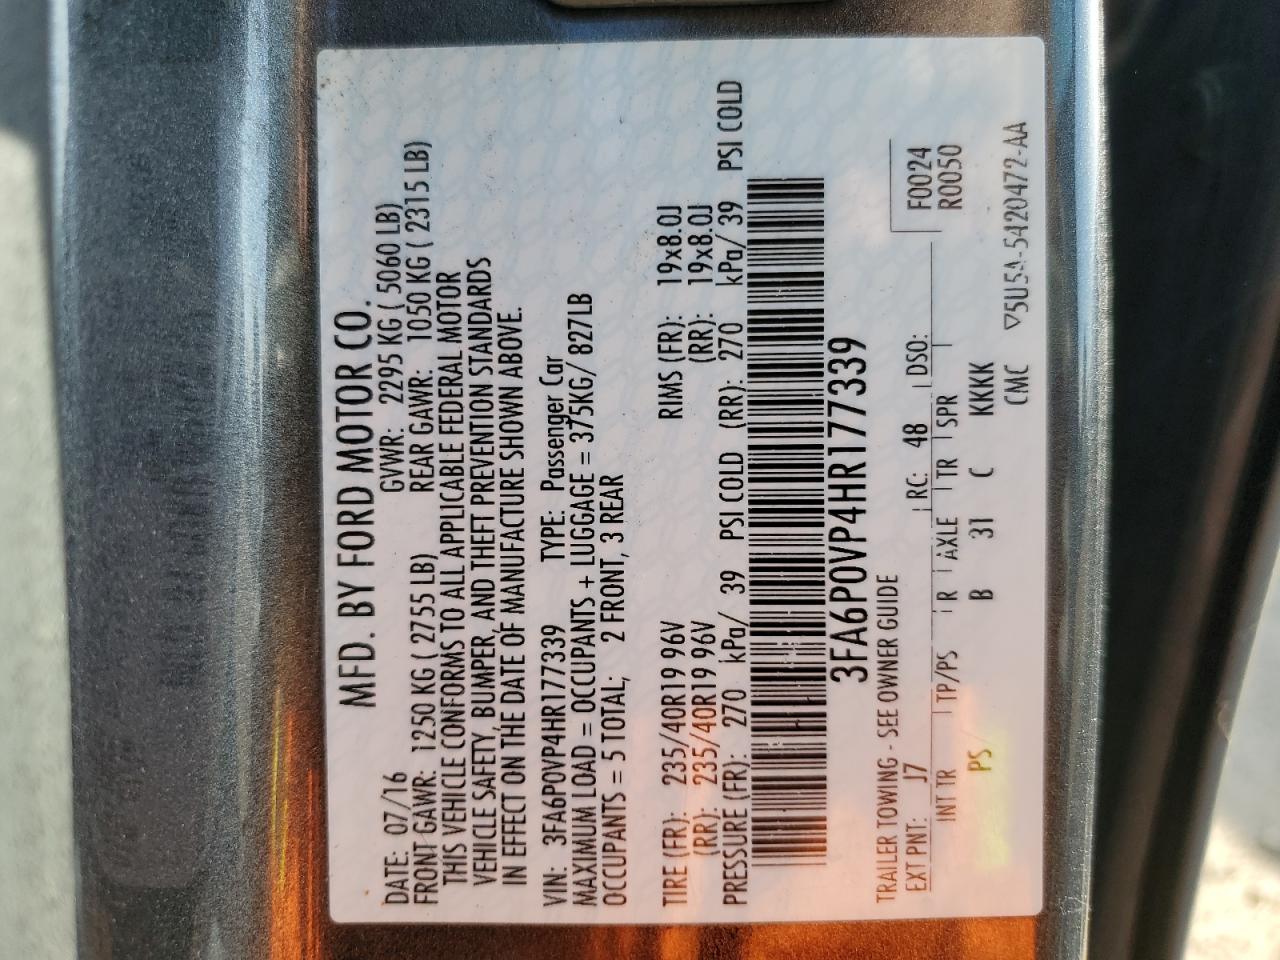 MFD. BY FORD MOTOR CO.
DATE: 07/16 GVWR: 2295 KG ( 5060 LB)
FRONT GAWR: 1250 KG ( 2755 LB) REAR GAWR: 1050 KG ( 2315 LB)
THIS VEHICLE CONFORMS TO ALL APPLICABLE FEDERAL MOTOR
VEHICLE SAFETY, BUMPER, AND THEFT PREVENTION STANDARDS
IN EFFECT ON THE DATE OF MANUFACTURE SHOWN ABOVE.
VIN: 3FA6P0VP4HR177339 TYPE: Passenger Car
MAXIMUM LOAD = OCCUPANTS + LUGGAGE = 375KG/ 827LB
OCCUPANTS = 5 TOTAL; 2 FRONT, 3 REAR
TIRE (FR): 235/40R19 96V RIMS (FR): 19x8.0J
(RR): 235/40R19 96V (RR): 19x8.0J
PRESSURE (FR): 270 kPa/ 39 PSI COLD (RR): 270 kPa/ 39 PSI COLD
3FA6P0VP4HR177339
TRAILER TOWING - SEE OWNER GUIDE F0024
EXT PNT: J7 RC: 48 DSO: R0050
INT TR TP/PS R AXLE TR SPR
PS B 31 C KKKK
CMC ▽5U5A-5420472-AA